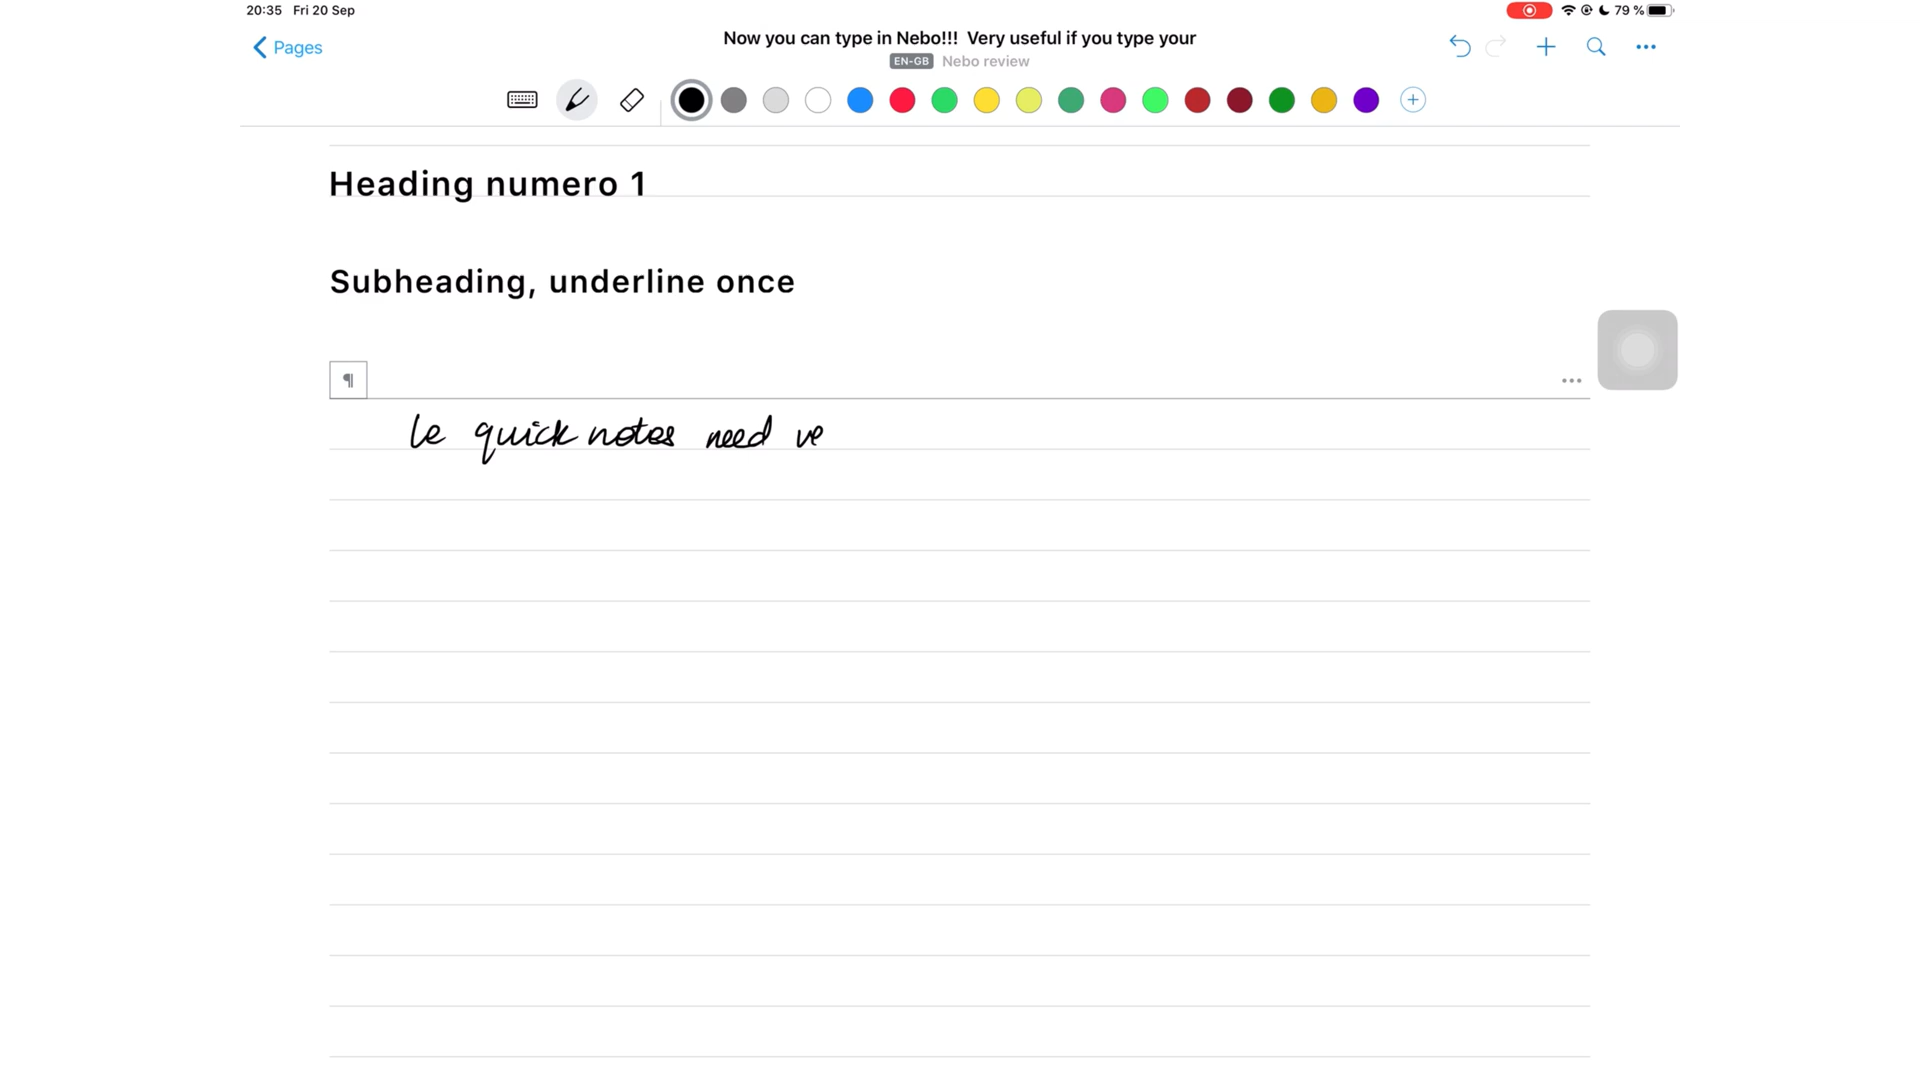 20:35 Fri 20 Sep 79 %
Pages
Now you can type in Nebo!!! Very useful if you type your
EN-GB Nebo review
Heading numero 1
Subheading, underline once
¶
le quick notes need ve